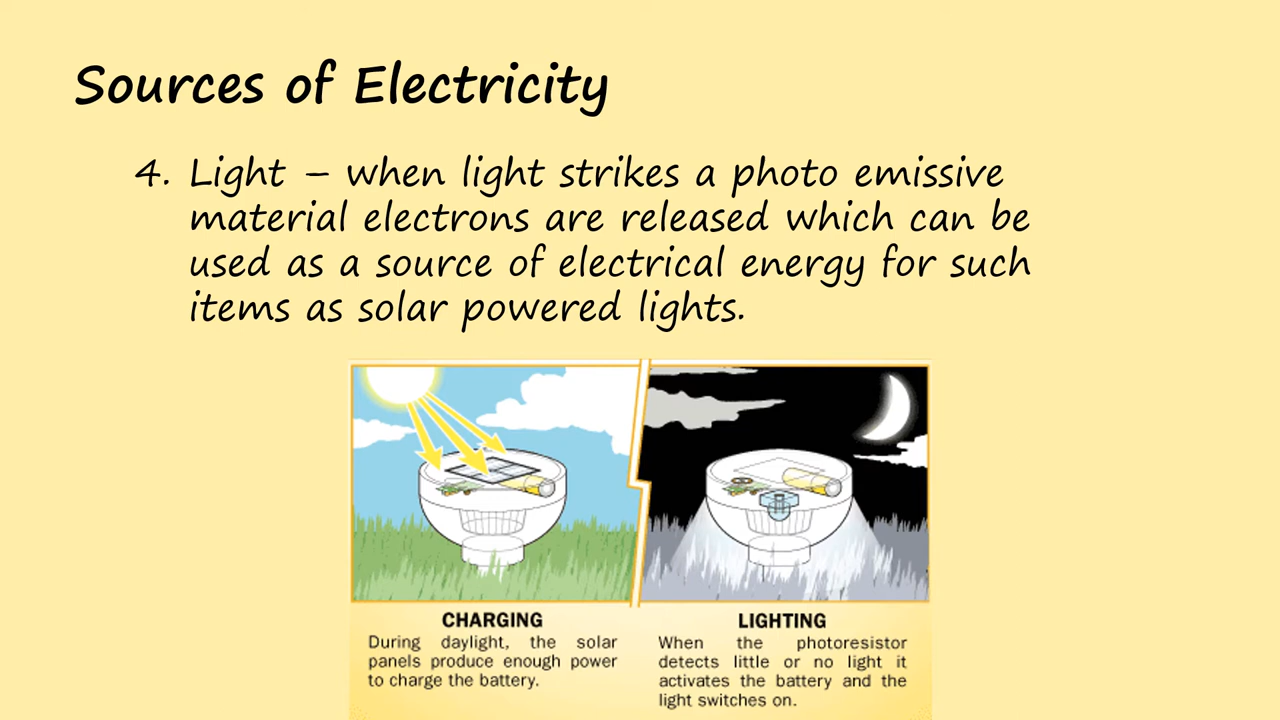 Sources of Electricity
4. Light – when light strikes a photo emissive
material electrons are released which can be
used as a source of electrical energy for such
items as solar powered lights.
CHARGING
During daylight, the solar
panels produce enough power
to charge the battery.
LIGHTING
When the photoresistor
detects little or no light it
activates the battery and the
light switches on.